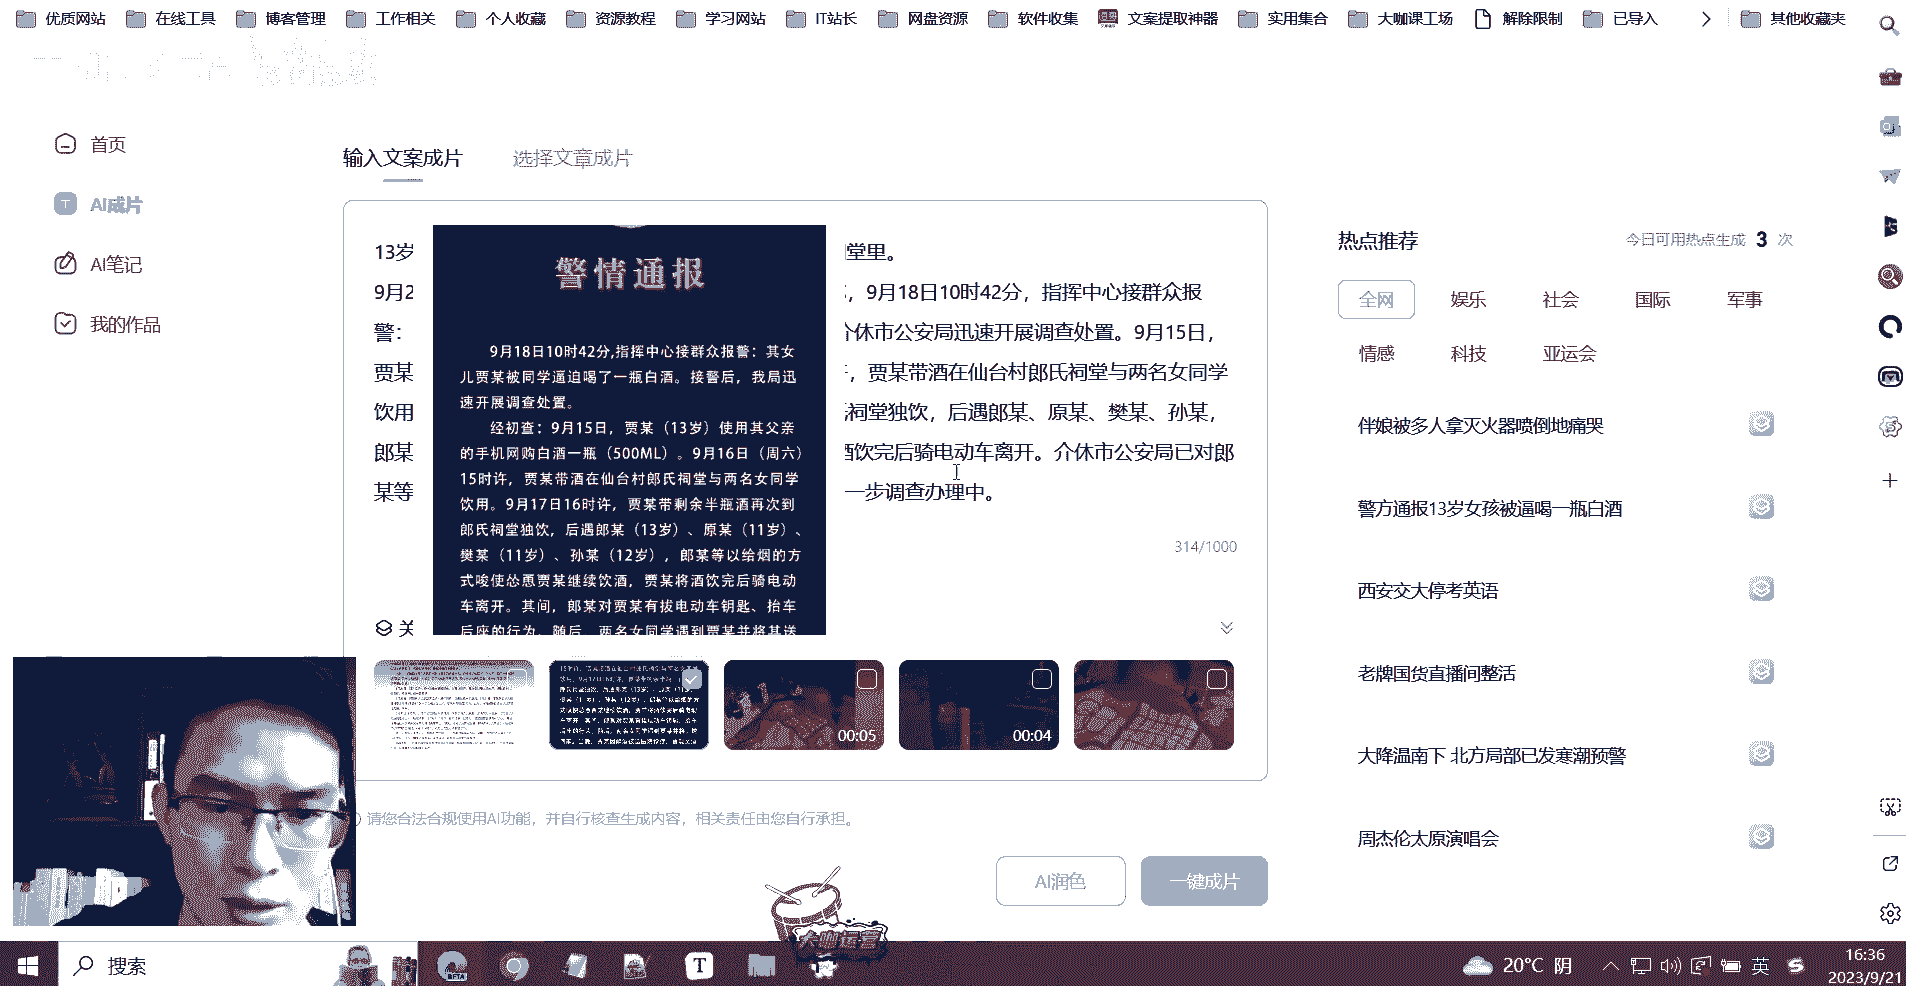 优质网站 在线工具 博客管理 工作相关 个人收藏 资源教程 学习网站 IT站长 网盘资源 软件收集 文案提取神器 实用集合 大咖课工场 解除限制 已导入 其他收藏夹
首页
AI成片
AI笔记
我的作品
输入文案成片 选择文章成片
13岁
堂里。
9月2
，9月18日10时42分，指挥中心接群众报
警：
介休市公安局迅速开展调查处置。9月15日，
贾某
，贾某带酒在仙台村郎氏祠堂与两名女同学
饮用
祠堂独饮，后遇郎某、原某、樊某、孙某，
郎某
酒饮完后骑电动车离开。介休市公安局已对郎
某等
一步调查办理中。
314/1000
关
警情通报
9月18日10时42分,指挥中心接群众报警：其女
儿贾某被同学逼迫喝了一瓶白酒。接警后，我局迅
速开展调查处置。
经初查：9月15日，贾某（13岁）使用其父亲
的手机网购白酒一瓶（500ML）。9月16日（周六）
15时许，贾某带酒在仙台村郎氏祠堂与两名女同学
饮用。9月17日16时许，贾某带剩余半瓶酒再次到
郎氏祠堂独饮，后遇郎某（13岁）、原某（11岁）、
樊某（11岁）、孙某（12岁），郎某等以给烟的方
式唆使怂恿贾某继续饮酒，贾某将酒饮完后骑电动
车离开。其间，郎某对贾某有拔电动车钥匙、抬车
后座的行为。随后，两名女同学遇到贾某并将其送
00:05
00:04
请您合法合规使用AI功能，并自行核查生成内容，相关责任由您自行承担。
AI润色 一键成片
热点推荐 今日可用热点生成 3 次
全网 娱乐 社会 国际 军事
情感 科技 亚运会
伴娘被多人拿灭火器喷倒地痛哭
警方通报13岁女孩被逼喝一瓶白酒
西安交大停考英语
老牌国货直播间整活
大降温南下 北方局部已发寒潮预警
周杰伦太原演唱会
大咖运营
搜索
20°C 阴
英
16:36
2023/9/21